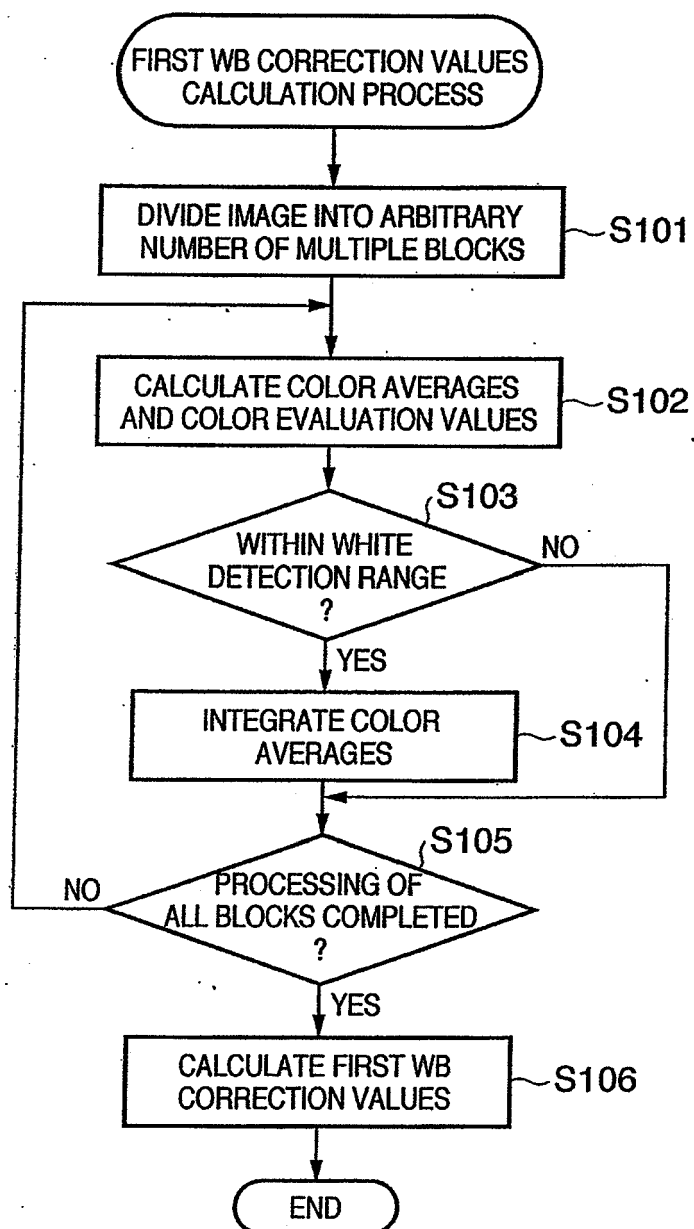 FIRST WB CORRECTION VALUES
CALCULATION PROCESS
DIVIDE IMAGE INTO ARBITRARY
NUMBER OF MULTIPLE BLOCKS
S101
CALCULATE COLOR AVERAGES
AND COLOR EVALUATION VALUES
S102
S103
WITHIN WHITE
DETECTION RANGE
?
NO
YES
INTEGRATE COLOR
AVERAGES
S104
S105
PROCESSING OF
ALL BLOCKS COMPLETED
?
NO
YES
CALCULATE FIRST WB
CORRECTION VALUES
S106
END